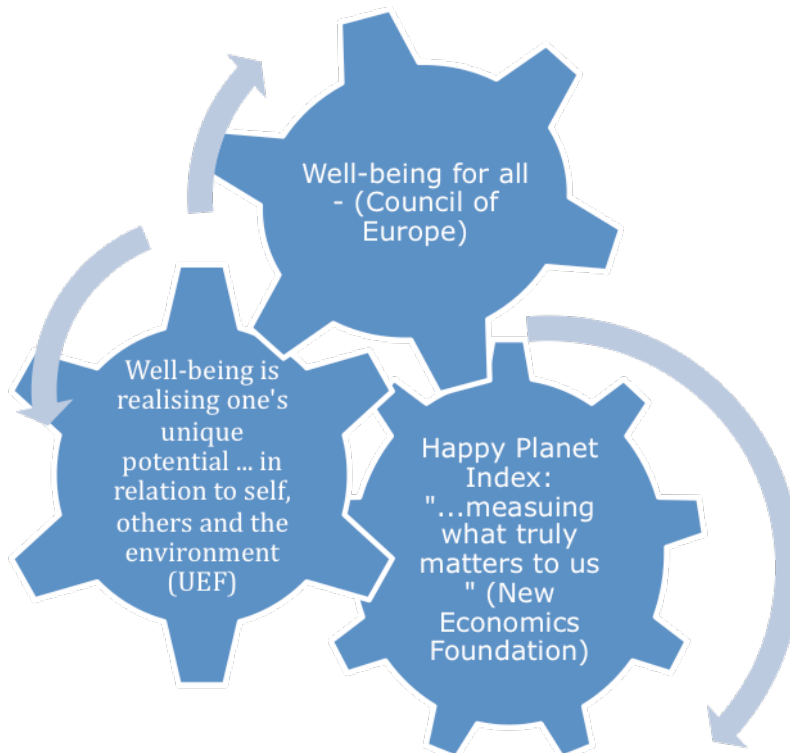 Well-being for all
- (Council of
Europe)
Well-being is
realising one's
unique
potential ... in
relation to self,
others and the
environment
(UEF)
Happy Planet
Index:
"...measuing
what truly
matters to us
" (New
Economics
Foundation)